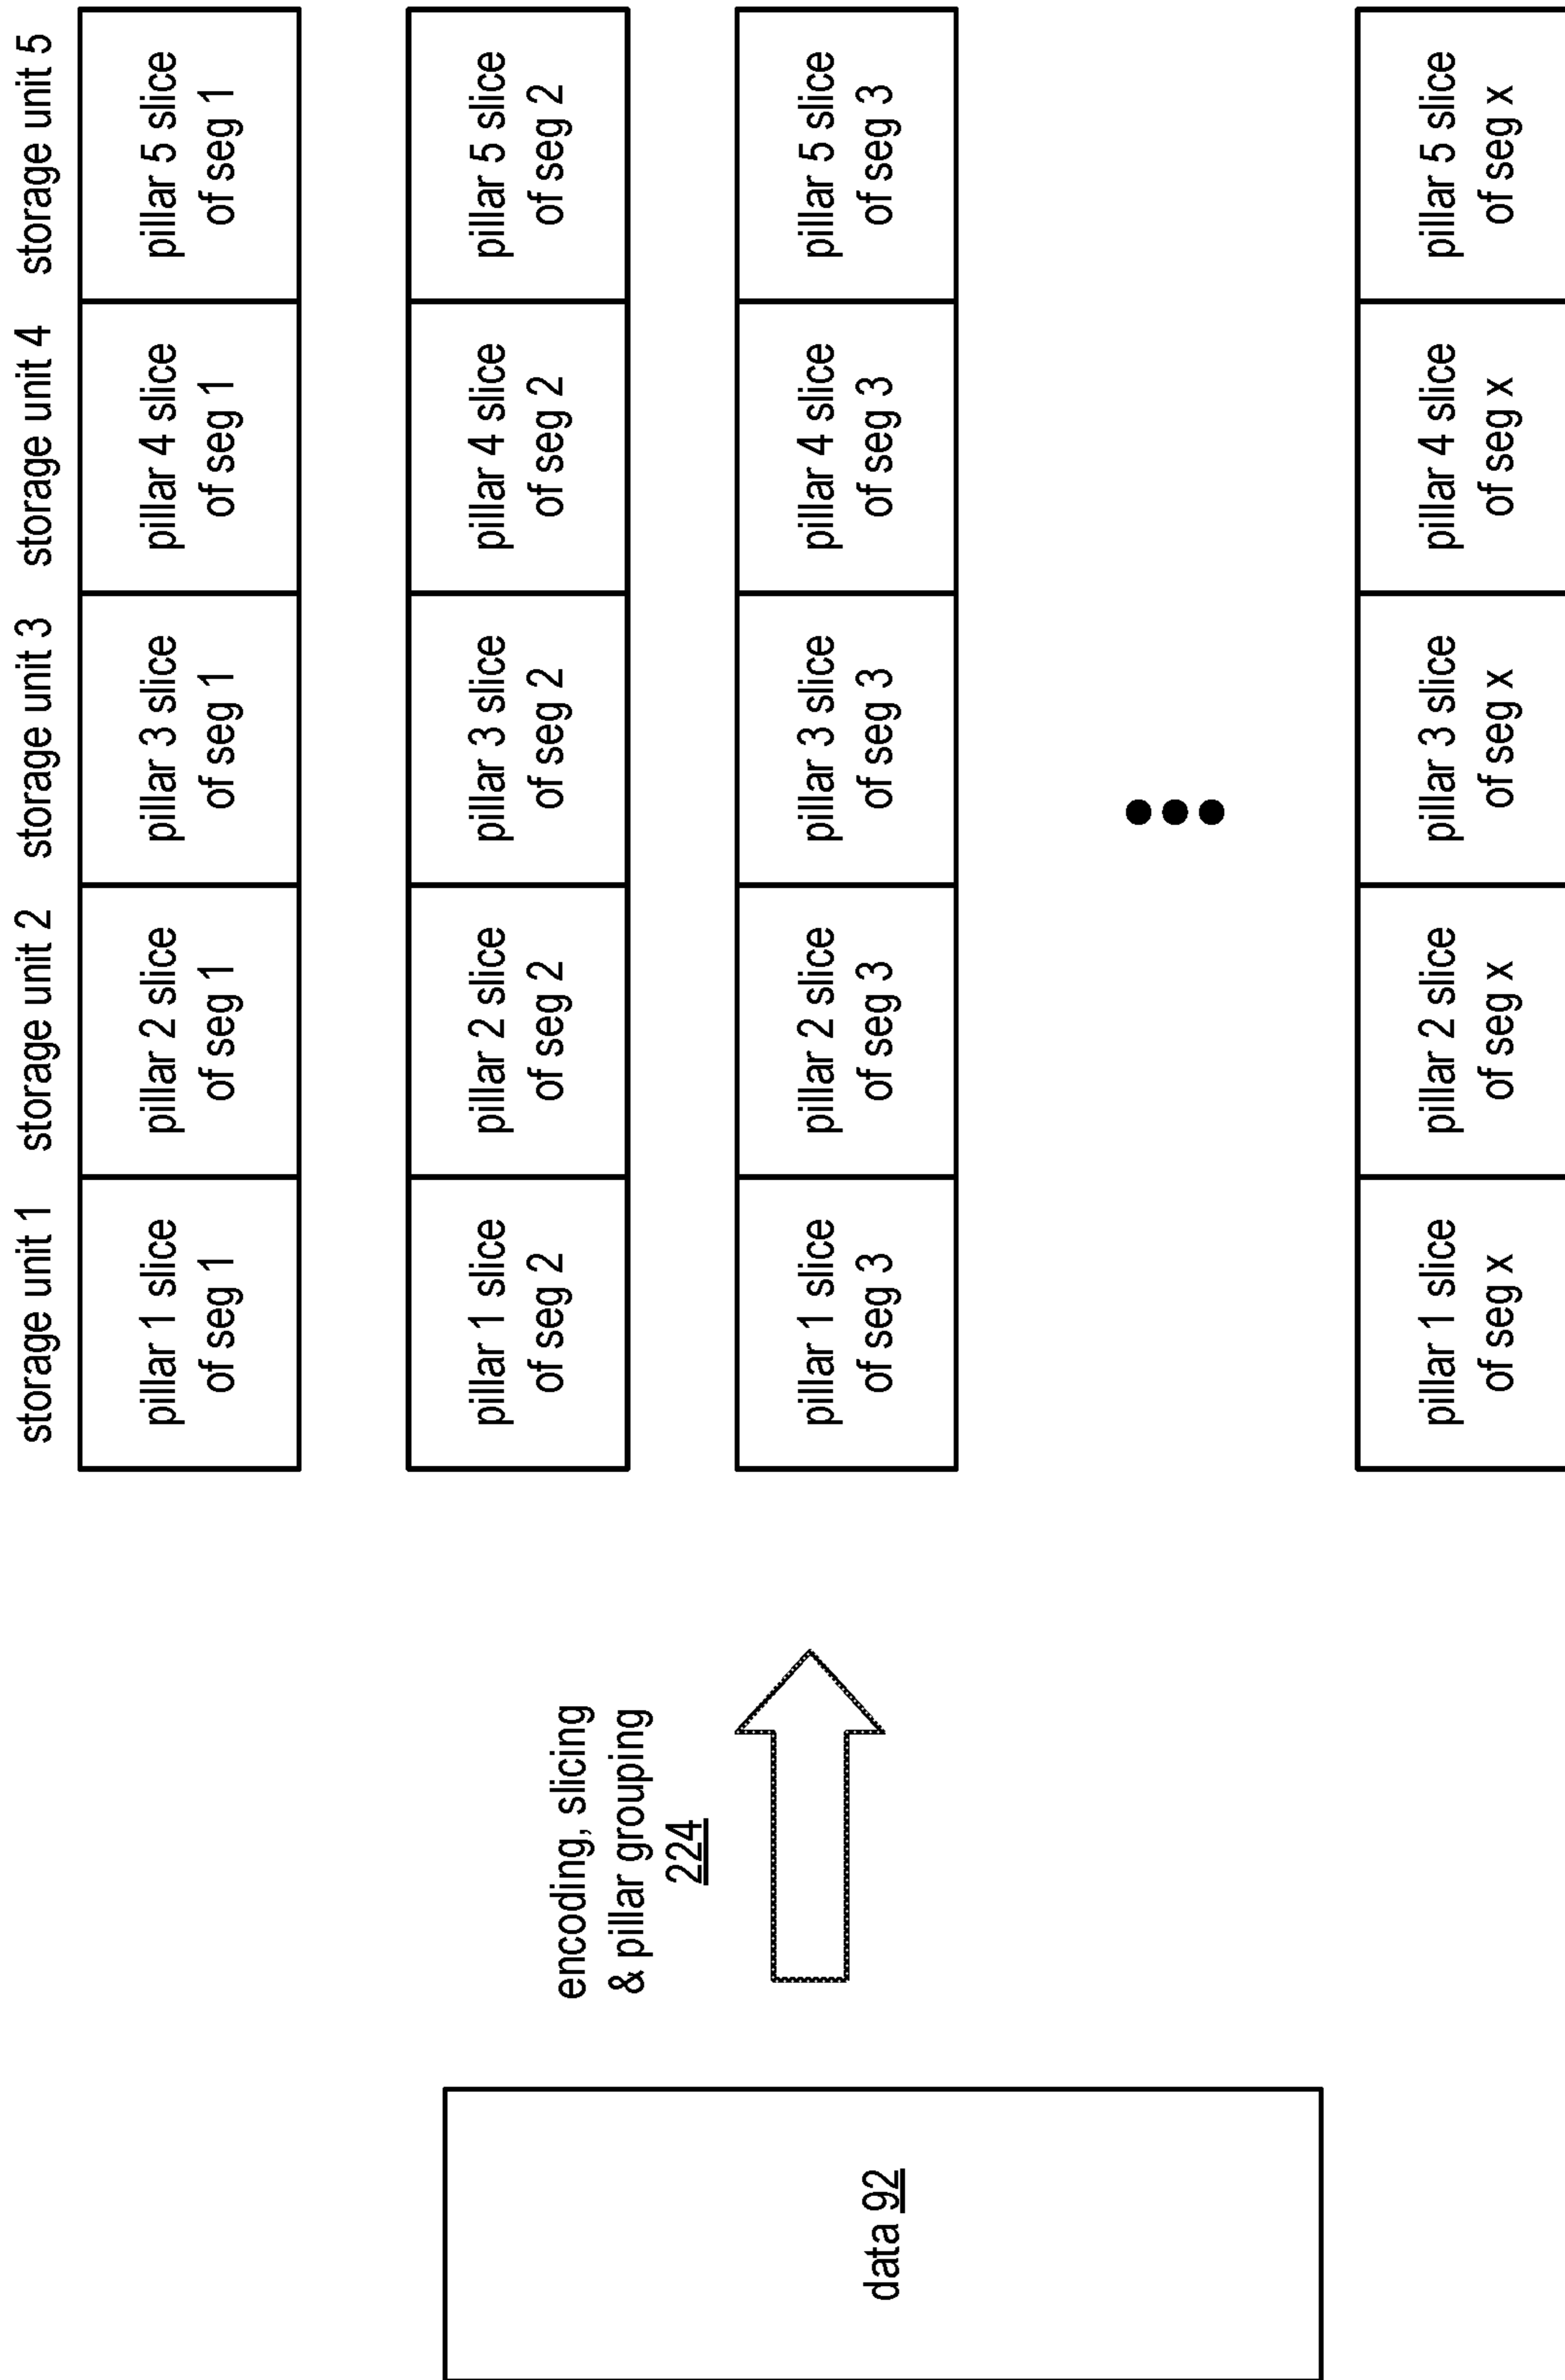 data 92
encoding, slicing
& pillar grouping
224
storage unit 1
storage unit 2
storage unit 3
storage unit 4
storage unit 5
pillar 1 slice
of seg 1
pillar 2 slice
of seg 1
pillar 3 slice
of seg 1
pillar 4 slice
of seg 1
pillar 5 slice
of seg 1
pillar 1 slice
of seg 2
pillar 2 slice
of seg 2
pillar 3 slice
of seg 2
pillar 4 slice
of seg 2
pillar 5 slice
of seg 2
pillar 1 slice
of seg 3
pillar 2 slice
of seg 3
pillar 3 slice
of seg 3
pillar 4 slice
of seg 3
pillar 5 slice
of seg 3
pillar 1 slice
of seg x
pillar 2 slice
of seg x
pillar 3 slice
of seg x
pillar 4 slice
of seg x
pillar 5 slice
of seg x